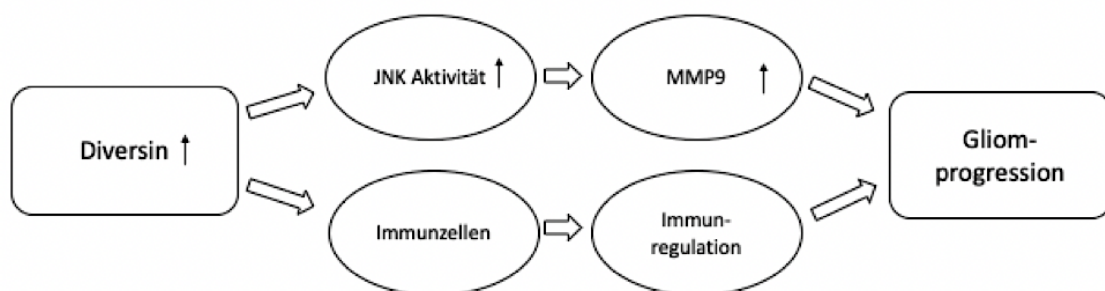 Diversin ↑
JNK Aktivität ↑
MMP9 ↑
Immunzellen
Immun-
regulation
Gliom-
progression